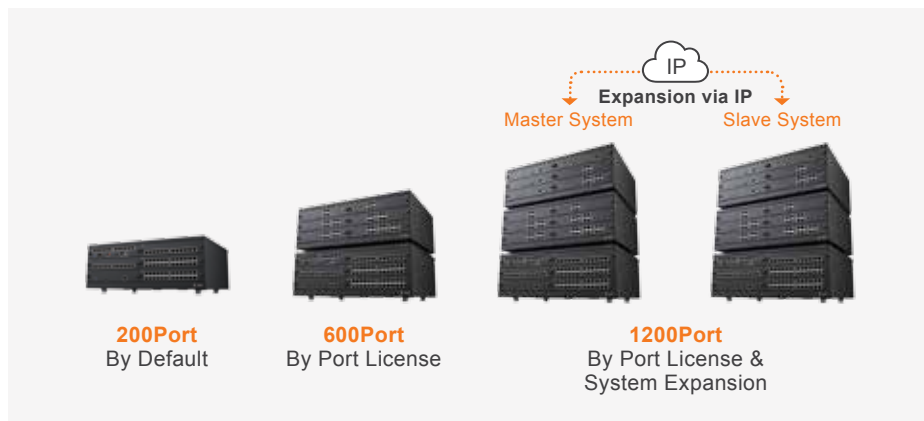 IP
Expansion via IP
Master System
Slave System
200Port
By Default
600Port
By Port License
1200Port
By Port License &
System Expansion